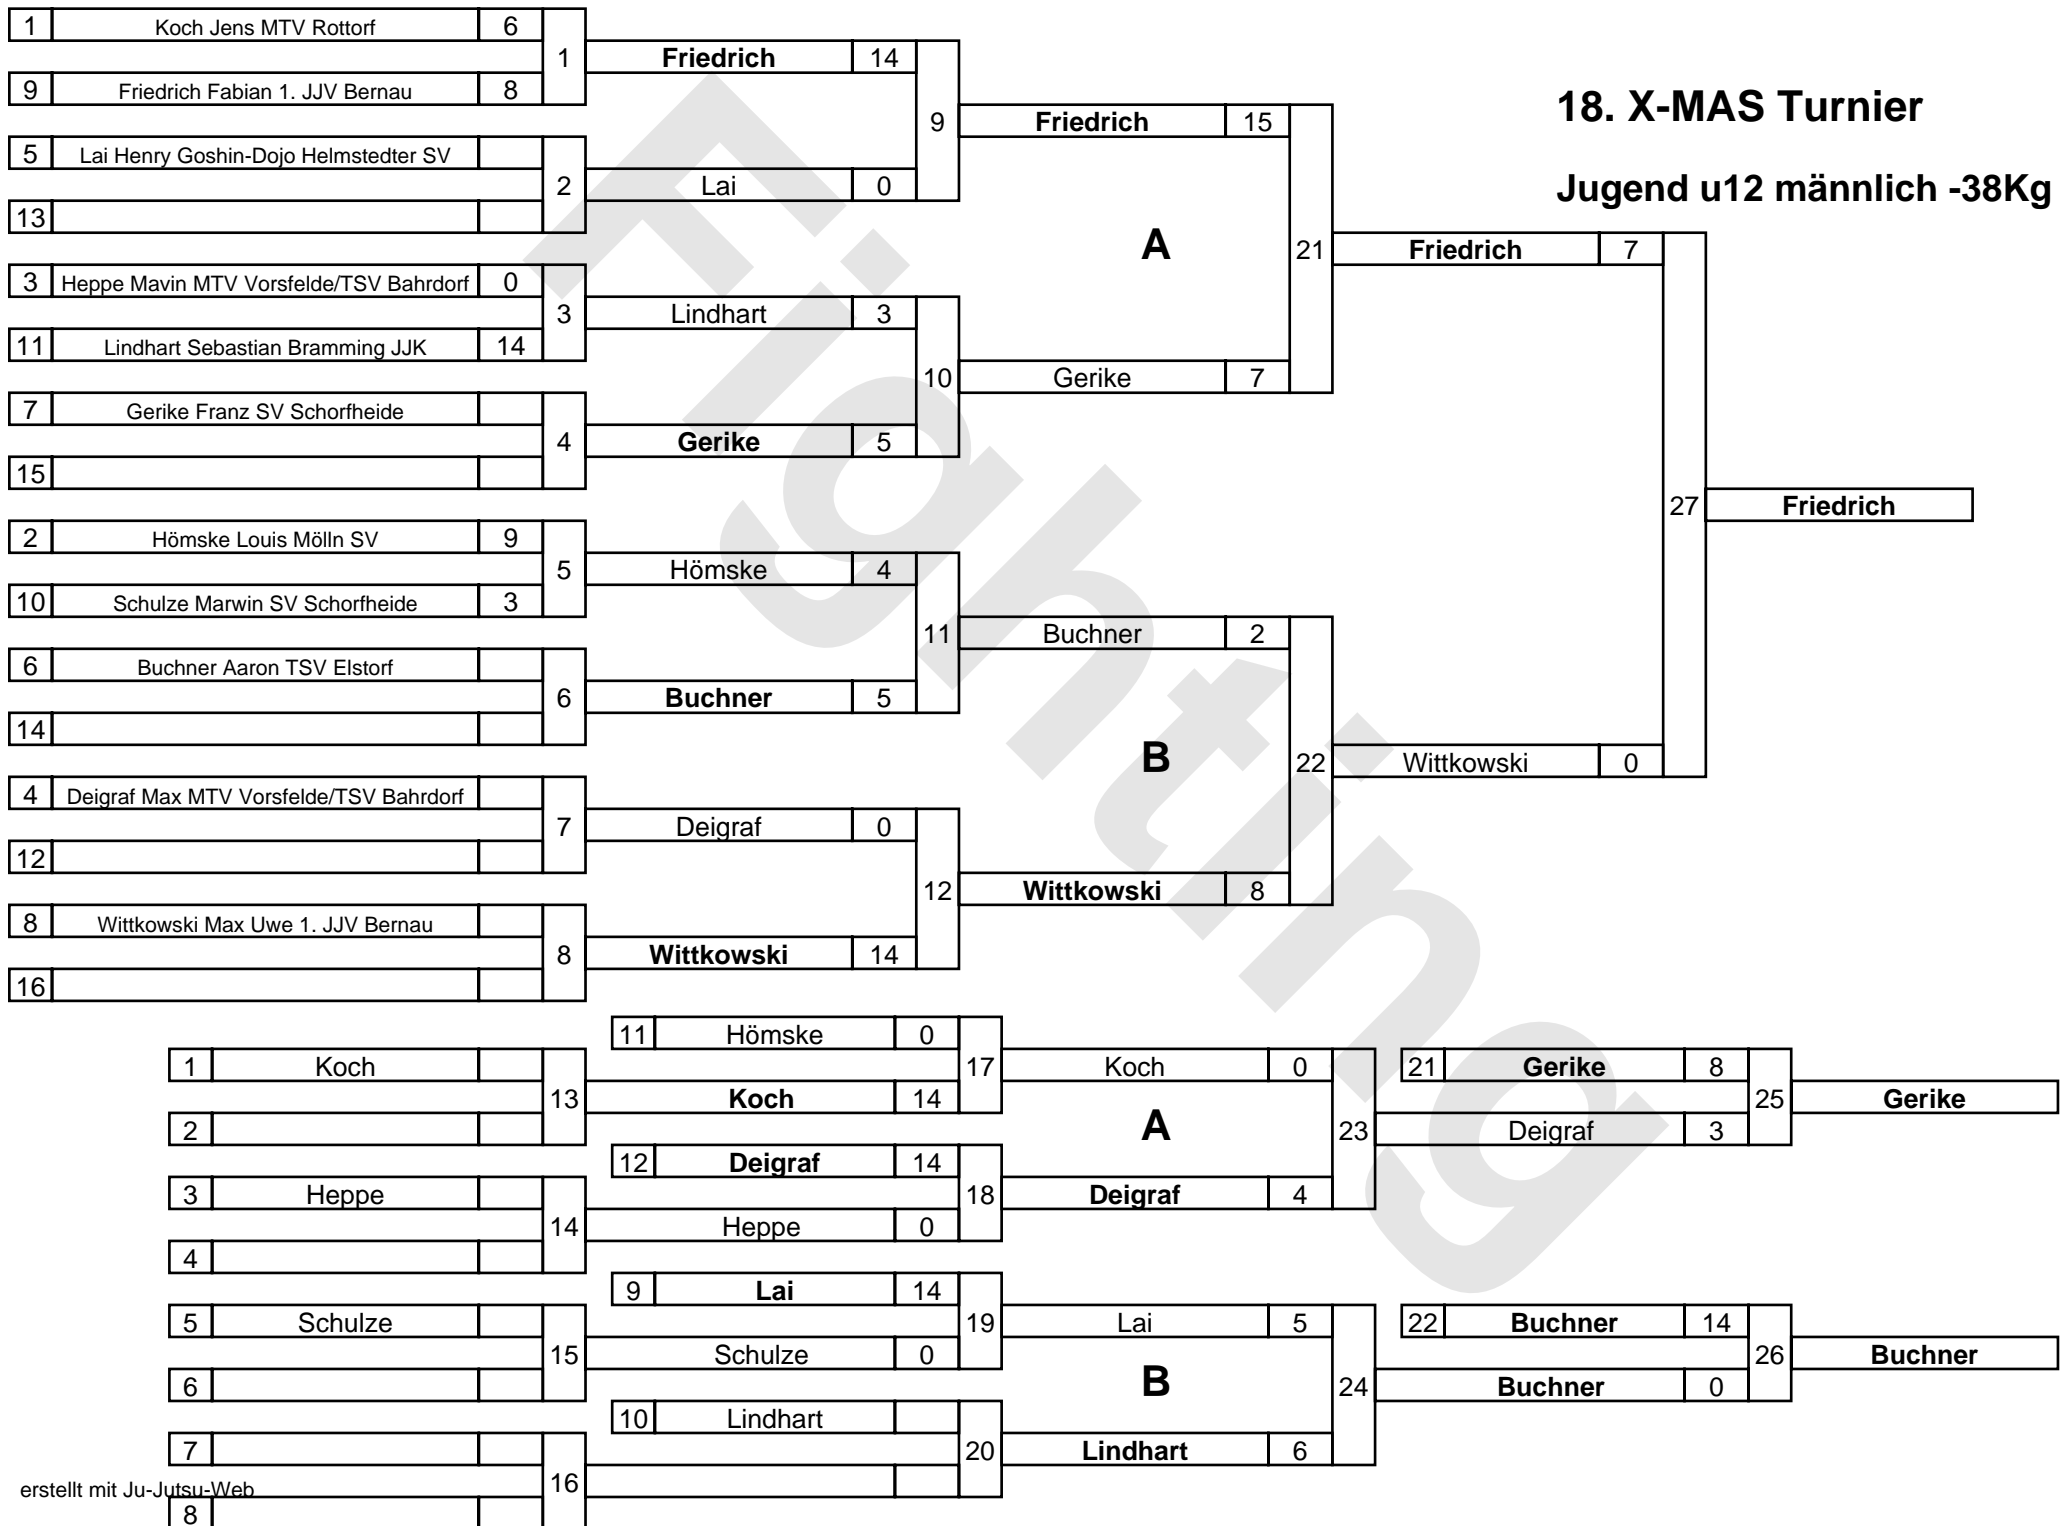 18. X-MAS Turnier
Jugend u12 männlich -38Kg
1 Koch Jens MTV Rottorf 6
9 Friedrich Fabian 1. JJV Bernau 8
1
5 Lai Henry Goshin-Dojo Helmstedter SV
13
2
3 Heppe Mavin MTV Vorsfelde/TSV Bahrdorf 0
11 Lindhart Sebastian Bramming JJK 14
3
7 Gerike Franz SV Schorfheide
15
4
2 Hömske Louis Mölln SV 9
10 Schulze Marwin SV Schorfheide 3
5
6 Buchner Aaron TSV Elstorf
14
6
4 Deigraf Max MTV Vorsfelde/TSV Bahrdorf
12
7
8 Wittkowski Max Uwe 1. JJV Bernau
16
8
Friedrich 14
Lai 0
9
Lindhart 3
Gerike 5
10
Hömske 4
Buchner 5
11
Deigraf 0
Wittkowski 14
12
Friedrich 15
A
Gerike 7
21
Buchner 2
B
Wittkowski 8
22
Friedrich 7
Wittkowski 0
27
Friedrich
1 Koch
2
13
3 Heppe
4
14
5 Schulze
6
15
7
8
16
11 Hömske 0
Koch 14
17
12 Deigraf 14
Heppe 0
18
9 Lai 14
Schulze 0
19
10 Lindhart
20
Koch 0
A
Deigraf 4
23
Lai 5
B
Lindhart 6
24
21 Gerike 8
Deigraf 3
25
Gerike
22 Buchner 14
Buchner 0
26
Buchner
erstellt mit Ju-Jutsu-Web
Fighting